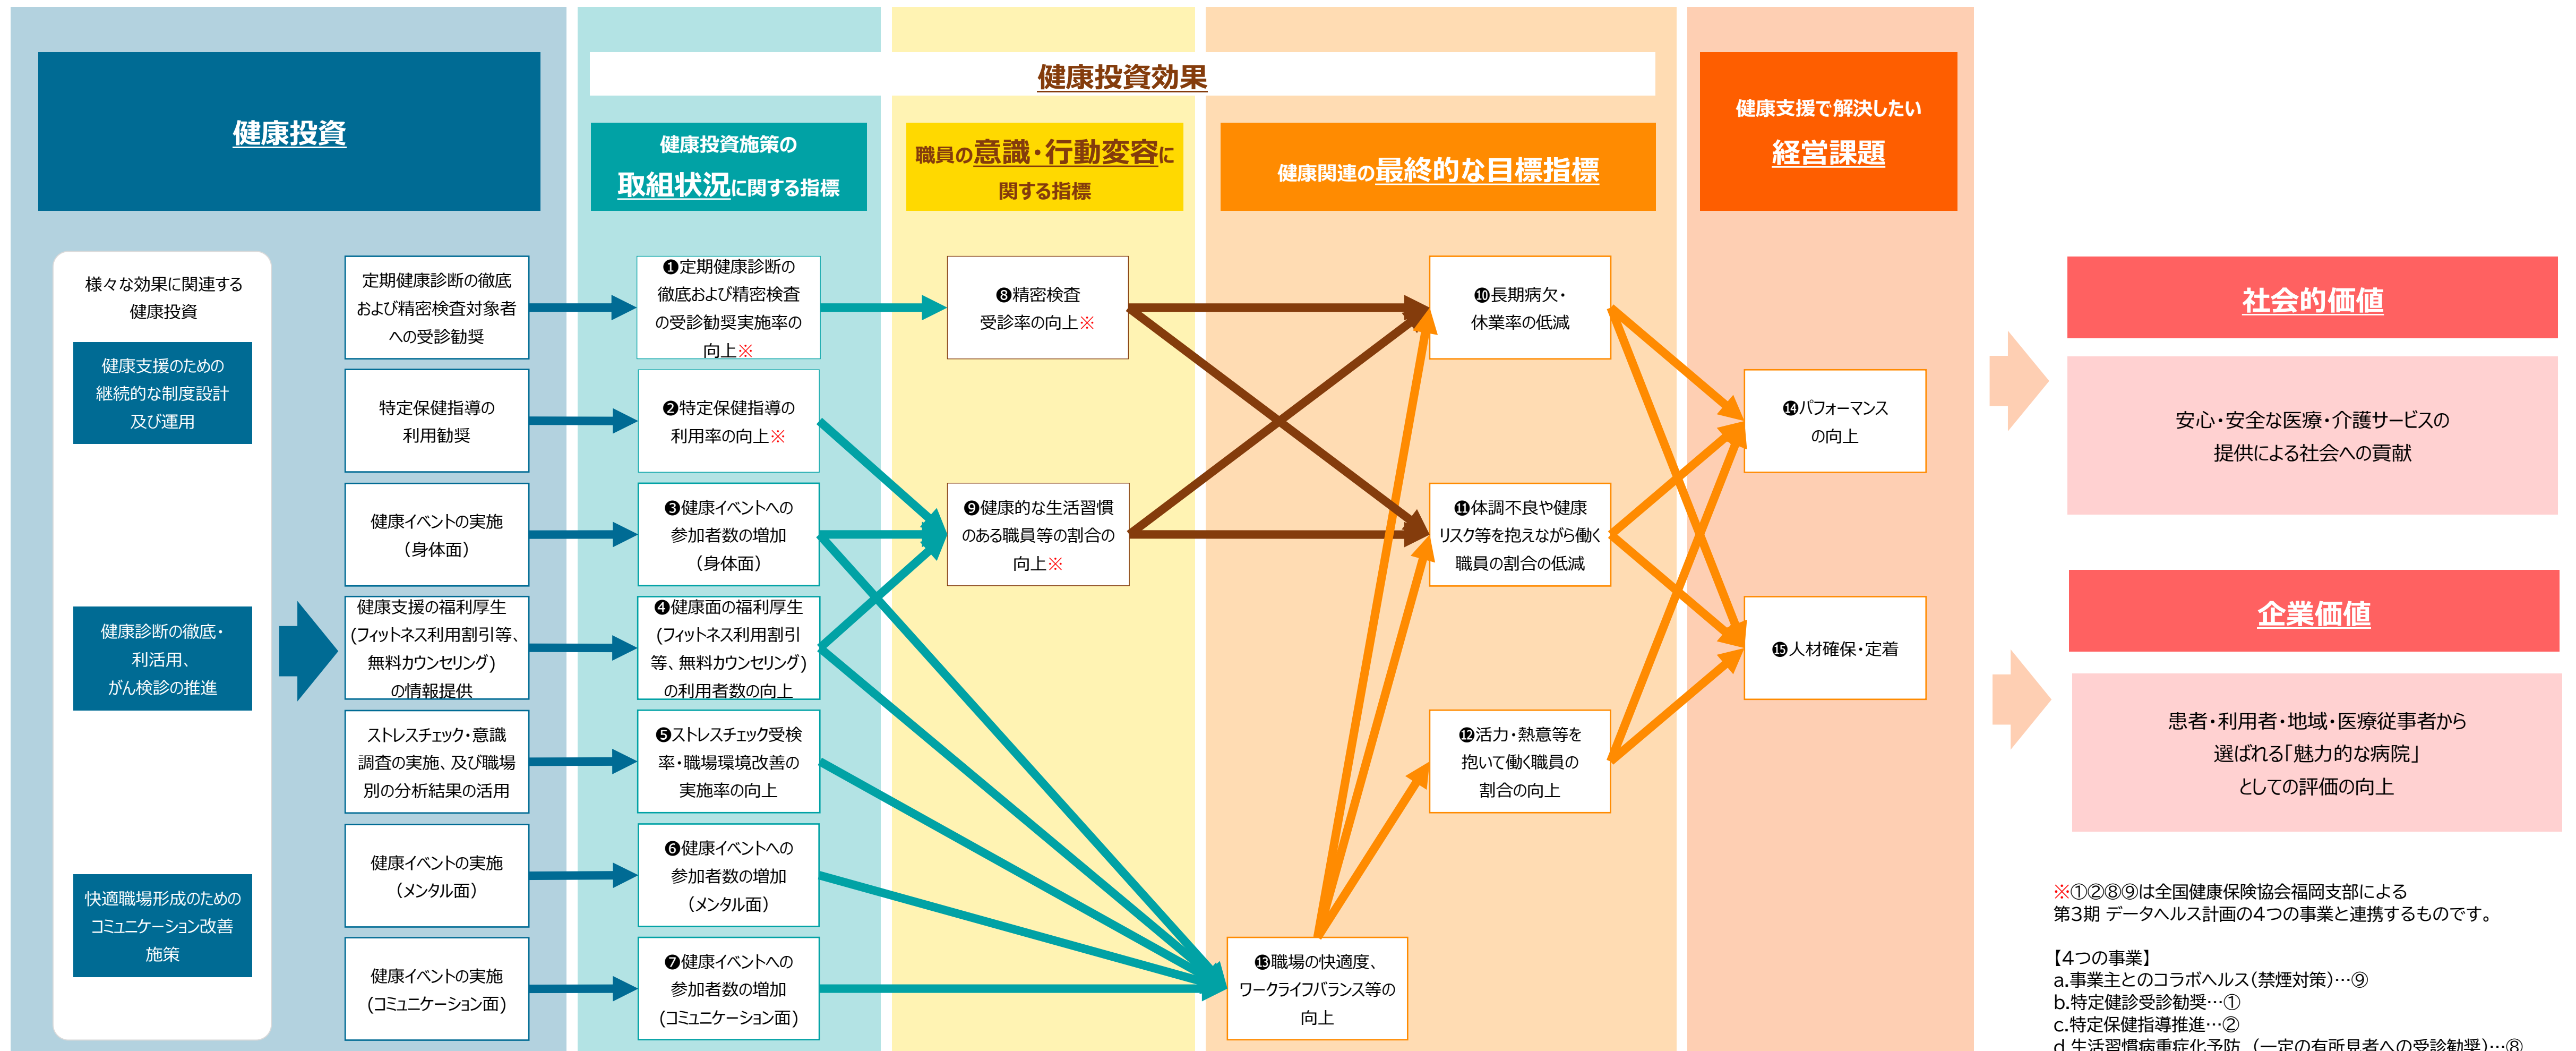 健康投資
健康投資効果
健康投資施策の
取組状況に関する指標
職員の意識・行動変容に
関する指標
健康関連の最終的な目標指標
健康支援で解決したい
経営課題
様々な効果に関連する
健康投資
健康支援のための
継続的な制度設計
及び運用
健康診断の徹底・
利活用、
がん検診の推進
快適職場形成のための
コミュニケーション改善
施策
定期健康診断の徹底
および精密検査対象者
への受診勧奨
特定保健指導の
利用勧奨
健康イベントの実施
（身体面）
健康支援の福利厚生
(フィットネス利用割引等、
無料カウンセリング)
の情報提供
ストレスチェック・意識
調査の実施、及び職場
別の分析結果の活用
健康イベントの実施
（メンタル面）
健康イベントの実施
(コミュニケーション面)
❶定期健康診断の
徹底および精密検査
の受診勧奨実施率の
向上※
❷特定保健指導の
利用率の向上※
❸健康イベントへの
参加者数の増加
（身体面）
❹健康面の福利厚生
(フィットネス利用割引
等、無料カウンセリング)
の利用者数の向上
❺ストレスチェック受検
率・職場環境改善の
実施率の向上
❻健康イベントへの
参加者数の増加
（メンタル面）
❼健康イベントへの
参加者数の増加
(コミュニケーション面)
❽精密検査
受診率の向上※
❾健康的な生活習慣
のある職員等の割合の
向上※
❿長期病欠・
休業率の低減
⓫体調不良や健康
リスク等を抱えながら働く
職員の割合の低減
⓬活力・熱意等を
抱いて働く職員の
割合の向上
⓭職場の快適度、
ワークライフバランス等の
向上
⓮パフォーマンス
の向上
⓯人材確保・定着
社会的価値
安心・安全な医療・介護サービスの
提供による社会への貢献
企業価値
患者・利用者・地域・医療従事者から
選ばれる「魅力的な病院」
としての評価の向上
※①②⑧⑨は全国健康保険協会福岡支部による
第3期 データヘルス計画の4つの事業と連携するものです。
【4つの事業】
a.事業主とのコラボヘルス（禁煙対策）…⑨
b.特定健診受診勧奨…①
c.特定保健指導推進…②
d.生活習慣病重症化予防（一定の有所見者への受診勧奨）…⑧